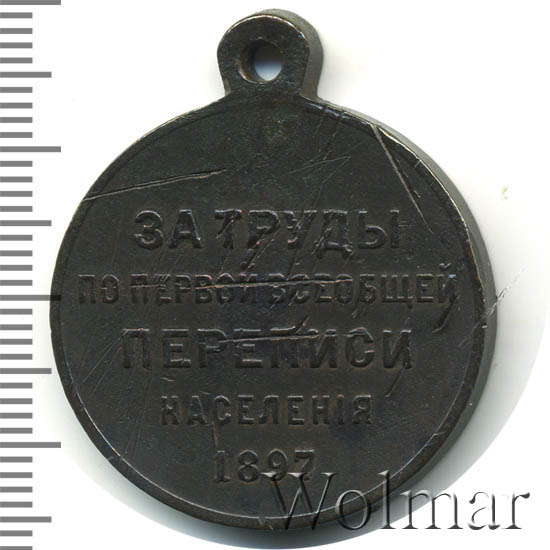 ЗА ТРУДЫ
ПО ПЕРВОЙ ВСЕОБЩЕЙ
ПЕРЕПИСИ
НАСЕЛЕНІЯ
1897
Wolmar